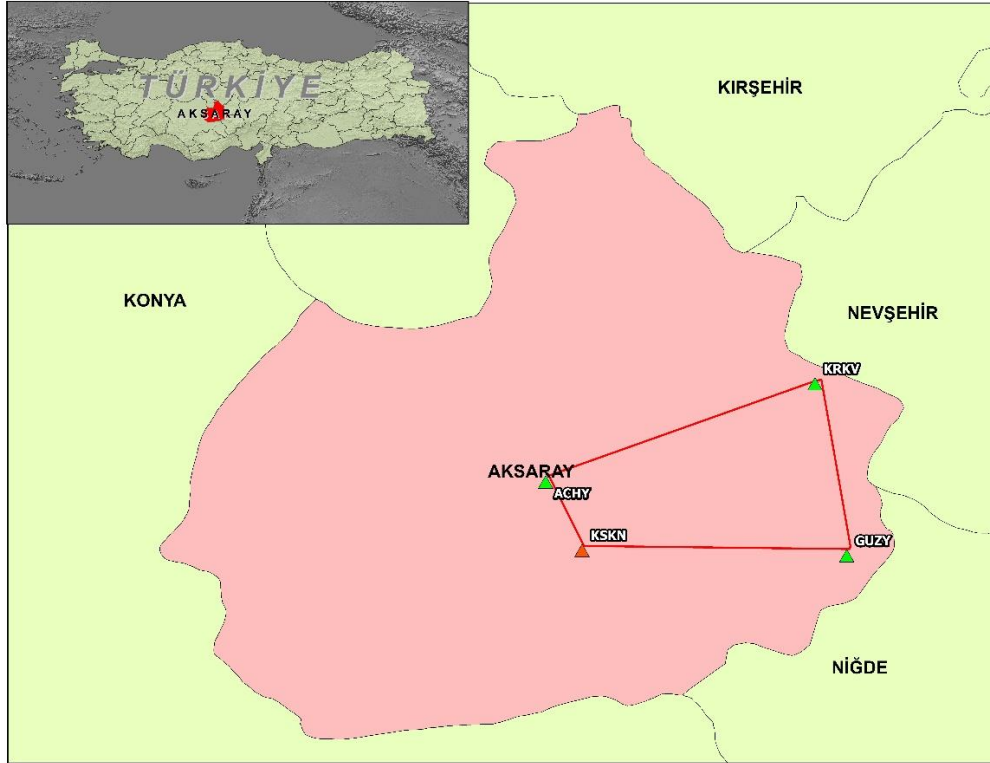 TÜRKİYE
AKSARAY
KIRŞEHİR
KONYA
NEVŞEHİR
KRKV
AKSARAY
ACHY
KSKN
GUZY
NİĞDE